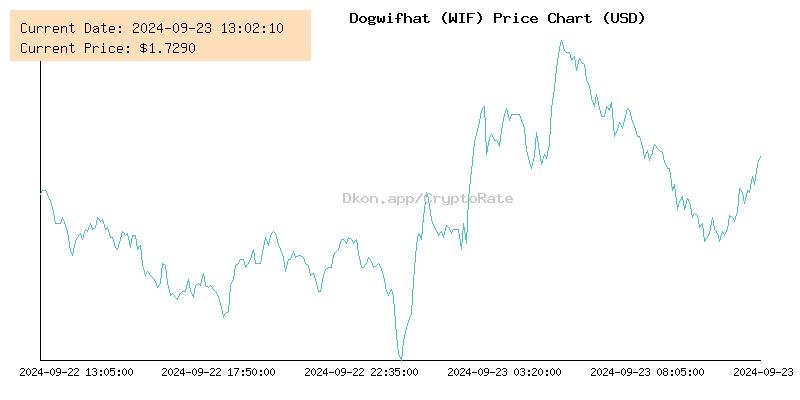 Dogwifhat (WIF) Price Chart (USD)
Current Date: 2024-09-23 13:02:10
Current Price: $1.7290
Dkon.app/CryptoRate
2024-09-22 13:05:00 2024-09-22 17:50:00 2024-09-22 22:35:00 2024-09-23 03:20:00 2024-09-23 08:05:00 2024-09-23